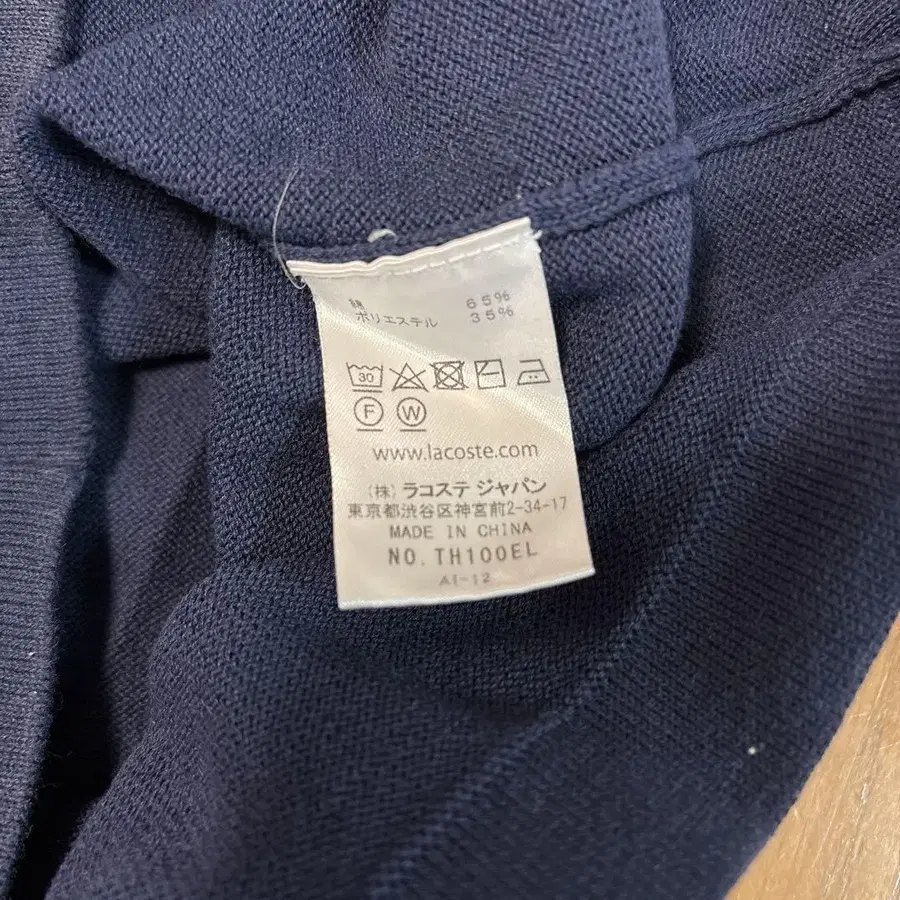 綿 65%
ポリエステル 35%
30
F W
www.lacoste.com
(株) ラコステ ジャパン
東京都渋谷区神宮前2-34-17
MADE IN CHINA
NO. TH100EL
AI-12